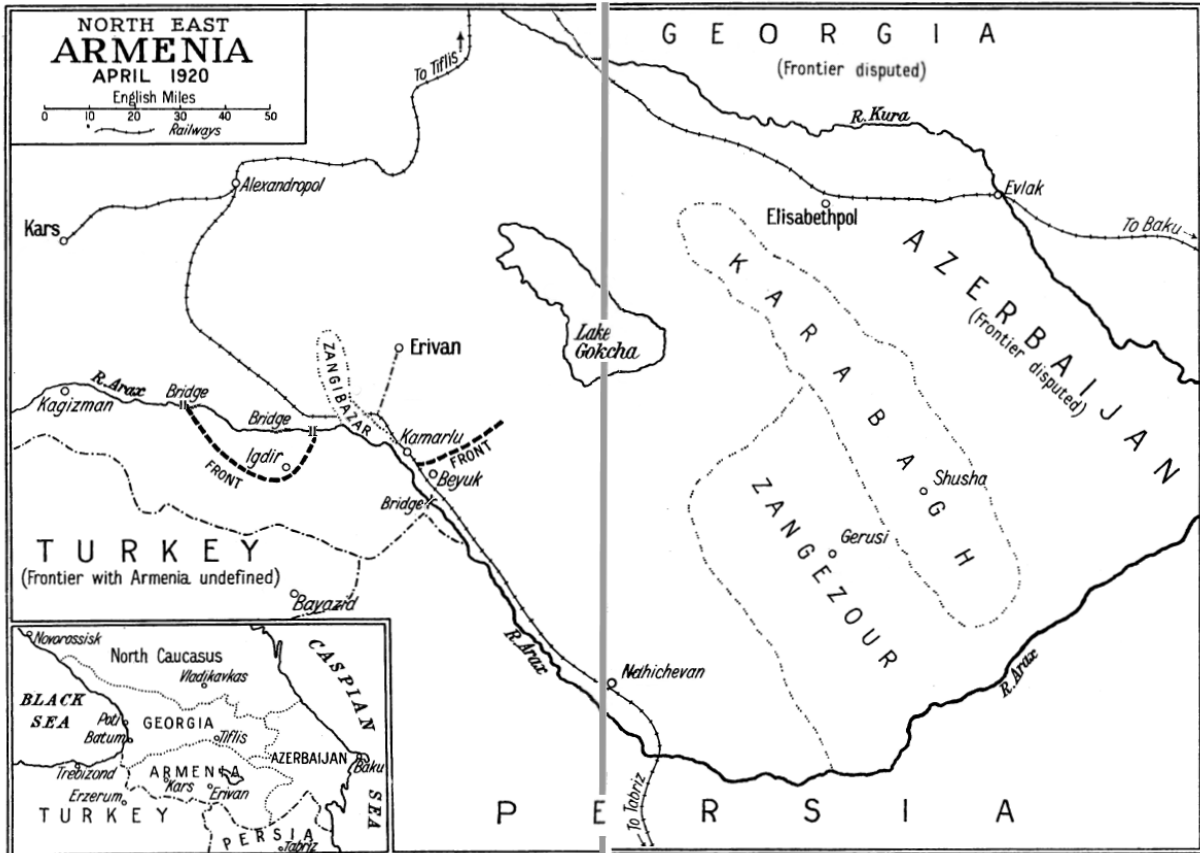 NORTH EAST
ARMENIA
APRIL 1920
English Miles
0 10 20 30 40 50
Railways
To Tiflis
GEORGIA
(Frontier disputed)
R. Kura
Alexandropol
Kars
Elisabethpol
Evlak
To Baku
AZERBAIJAN
(Frontier disputed)
KARABAGH
Lake
Gokcha
Erivan
ZANGIBAZAR
R. Arax
Bridge
Kagizman
Bridge
Igdir
FRONT
Kamarlu
FRONT
Beyuk
Bridge
Shusha
Gerusi
ZANGEZOUR
TURKEY
(Frontier with Armenia undefined)
Bayazid
R. Arax
Nahichevan
R. Arax
To Tabriz
PERSIA
Novorossisk
North Caucasus
Vladikavkas
CASPIAN
SEA
BLACK
SEA
Poti
GEORGIA
Batum
Tiflis
AZERBAIJAN
Baku
Trebizond
ARMENIA
Kars
Erivan
Erzerum
TURKEY
PERSIA
Tabriz